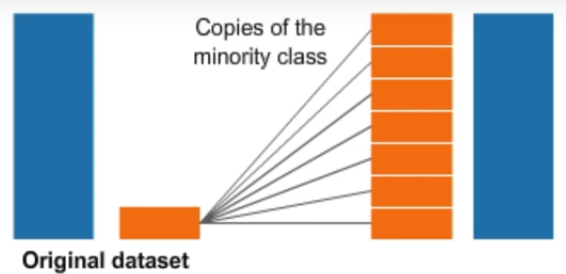 Copies of the
minority class
Original dataset